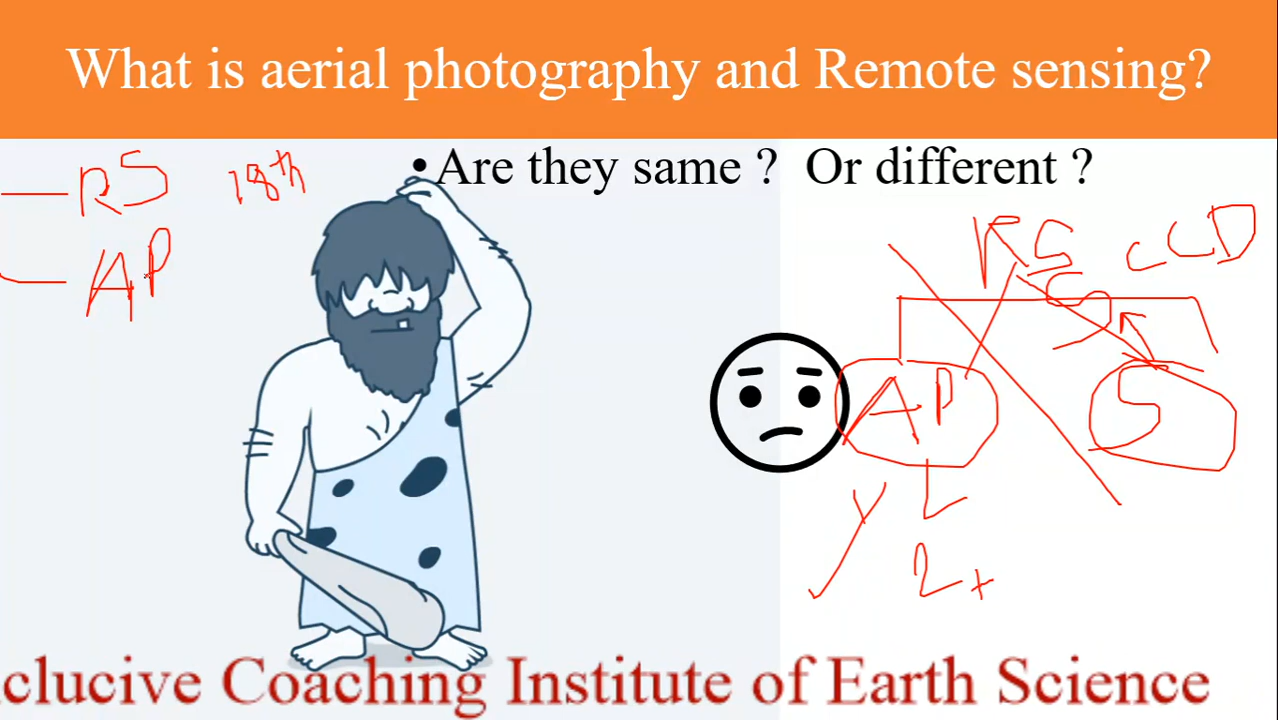 What is aerial photography and Remote sensing?
• Are they same ? Or different ?
RS 18th
AP
RS CCD
S
AP S
L
2+
clucive Coaching Institute of Earth Science